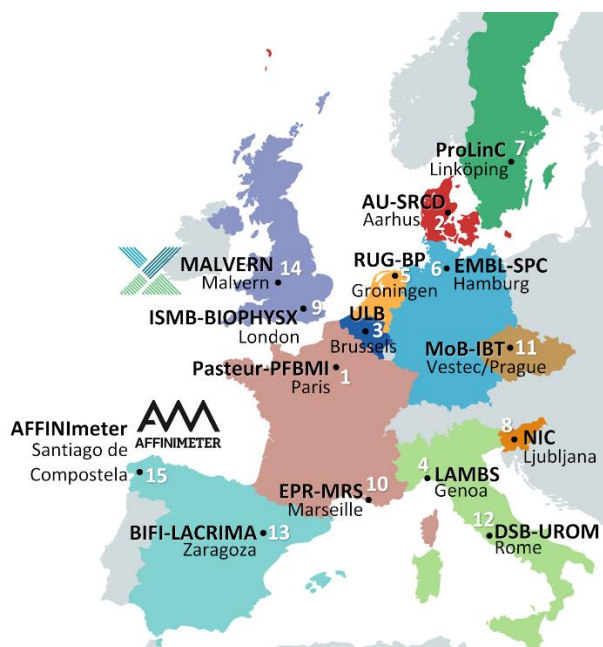 7
ProLinC
Linköping
AU-SRCD
Aarhus
2
RUG-BP
5
Groningen
6
EMBL-SPC
Hamburg
MALVERN
14
Malvern
9
ISMB-BIOPHYSX
London
ULB
3
Brussels
MoB-IBT
11
Vestec/Prague
Pasteur-PFBMI
Paris
1
AFFINImeter
AFFINIMETER
Santiago de
Compostela
15
8
NIC
Ljubljana
4
LAMBS
Genoa
10
EPR-MRS
Marseille
BIFI-LACRIMA
13
Zaragoza
12
DSB-UROM
Rome